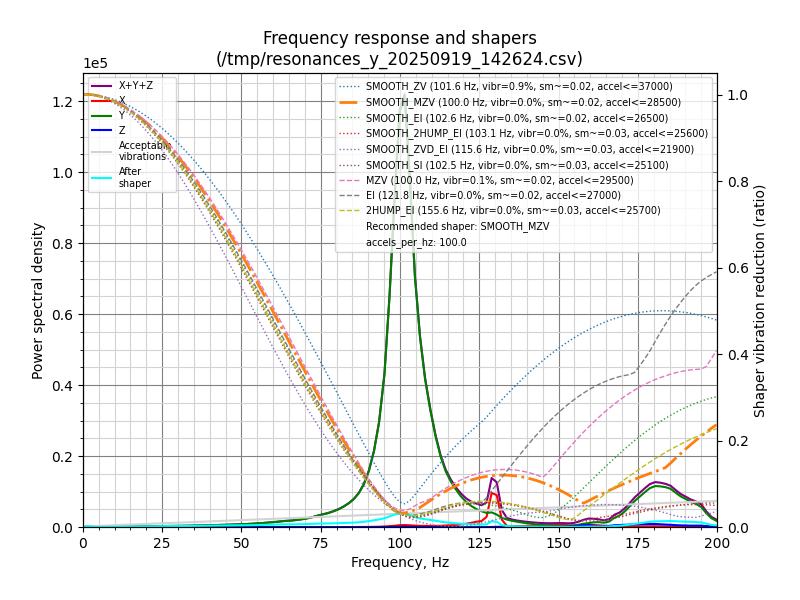 Frequency response and shapers
(/tmp/resonances_y_20250919_142624.csv)
1e5
X+Y+Z
X
Y
Z
Acceptable
vibrations
After
shaper
SMOOTH_ZV (101.6 Hz, vibr=0.9%, sm~=0.02, accel<=37000)
SMOOTH_MZV (100.0 Hz, vibr=0.0%, sm~=0.02, accel<=28500)
SMOOTH_EI (102.6 Hz, vibr=0.0%, sm~=0.02, accel<=26500)
SMOOTH_2HUMP_EI (103.1 Hz, vibr=0.0%, sm~=0.03, accel<=25600)
SMOOTH_ZVD_EI (115.6 Hz, vibr=0.0%, sm~=0.03, accel<=21900)
SMOOTH_SI (102.5 Hz, vibr=0.0%, sm~=0.03, accel<=25100)
MZV (100.0 Hz, vibr=0.1%, sm~=0.02, accel<=29500)
EI (121.8 Hz, vibr=0.0%, sm~=0.02, accel<=27000)
2HUMP_EI (155.6 Hz, vibr=0.0%, sm~=0.03, accel<=25700)
Recommended shaper: SMOOTH_MZV
accels_per_hz: 100.0
Power spectral density
1.2
1.0
0.8
0.6
0.4
0.2
0.0
Shaper vibration reduction (ratio)
1.0
0.8
0.6
0.4
0.2
0.0
0
25
50
75
100
125
150
175
200
Frequency, Hz